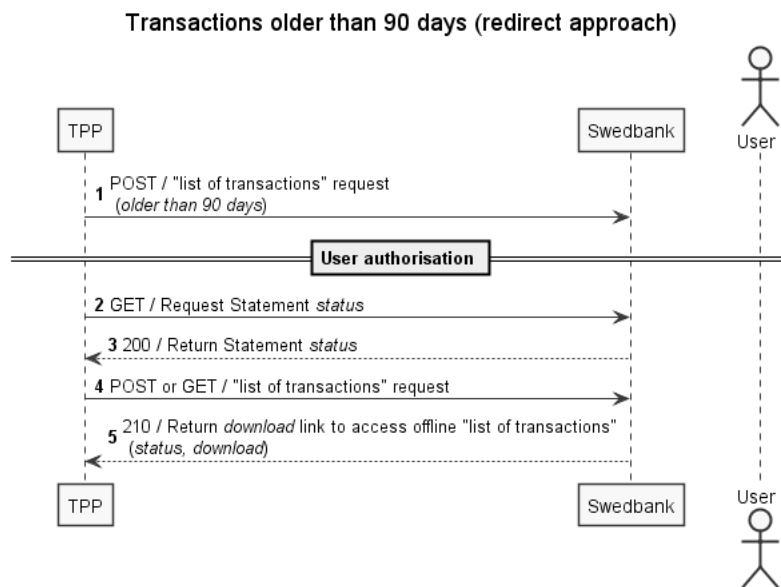 Transactions older than 90 days (redirect approach)
TPP
Swedbank
User
1 POST / "list of transactions" request
(older than 90 days)
User authorisation
2 GET / Request Statement status
3 200 / Return Statement status
4 POST or GET / "list of transactions" request
5 210 / Return download link to access offline "list of transactions"
(status, download)
TPP
Swedbank
User